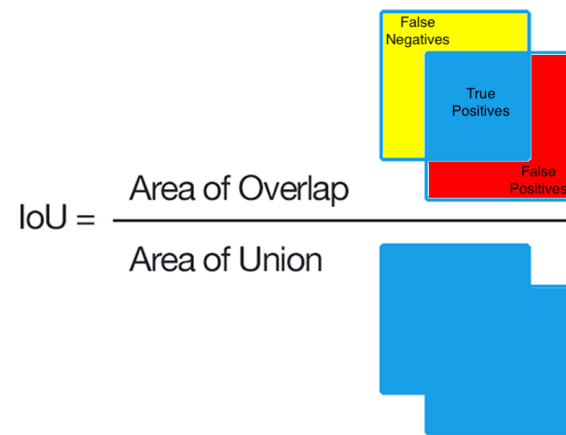 False
Negatives
True
Positives
False
Positives
Area of Overlap
IoU =
Area of Union